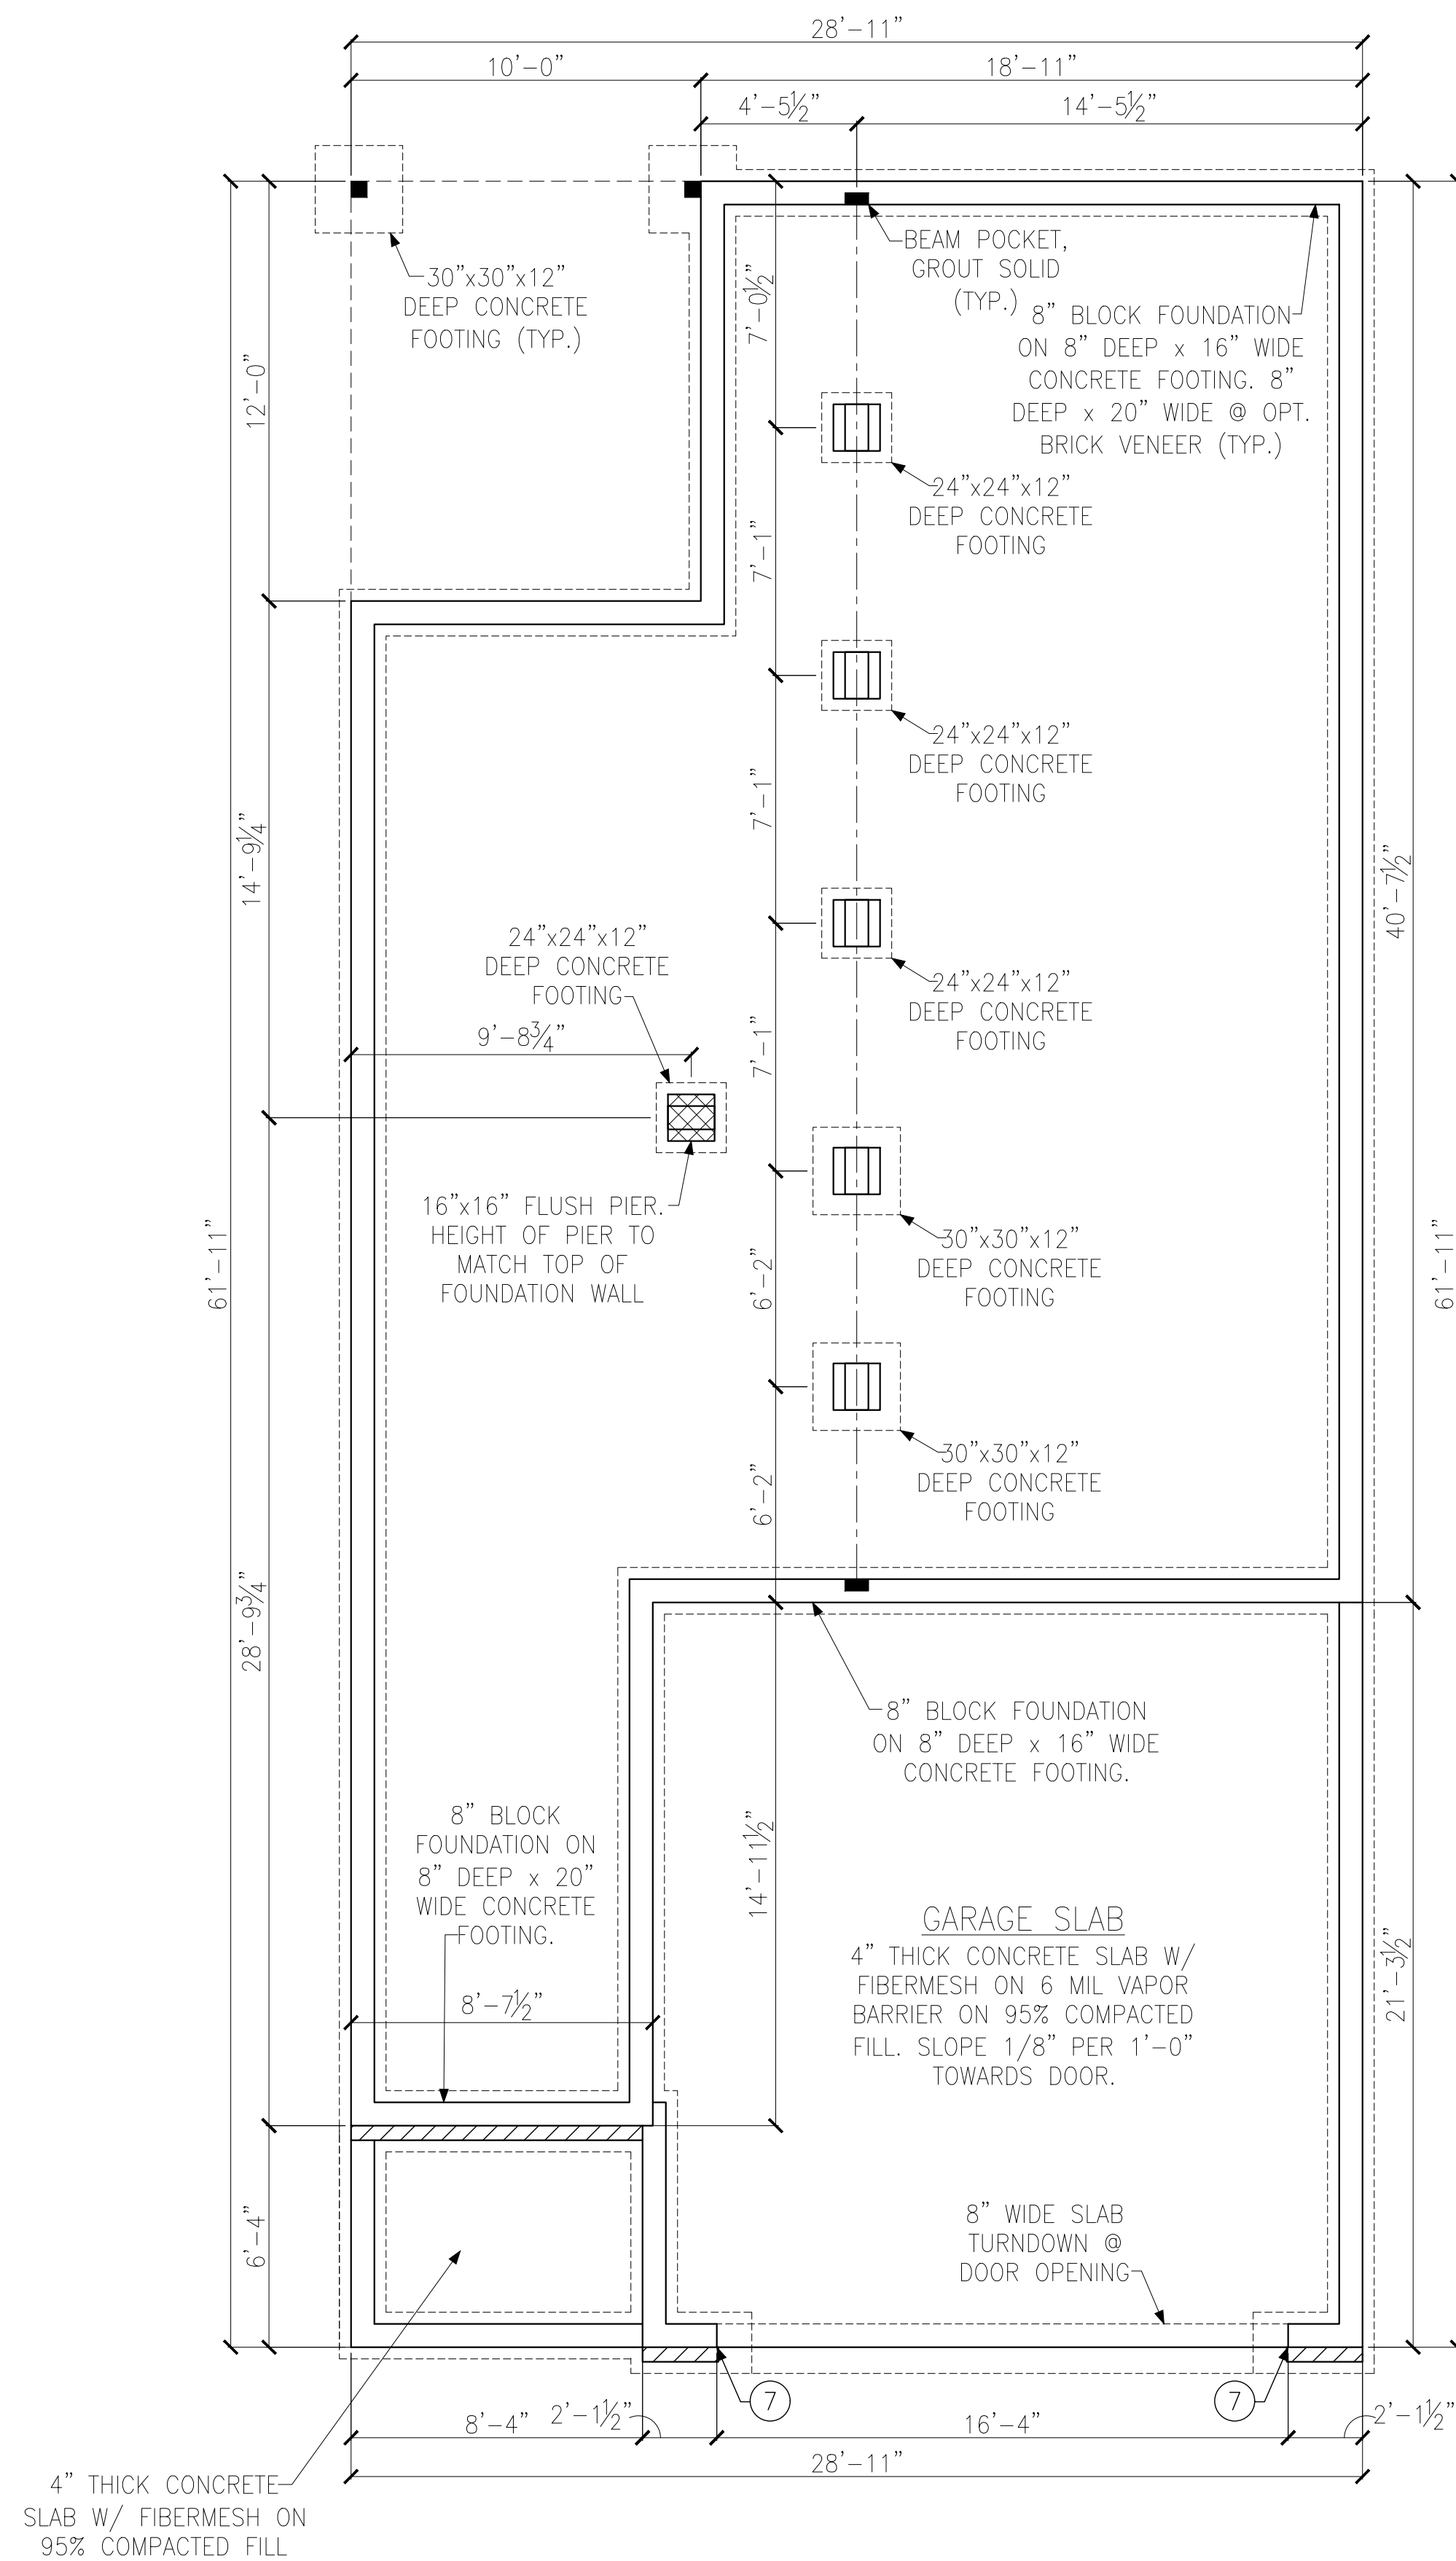 28'-11"
10'-0"
18'-11"
4'-5½"
14'-5½"
30"x30"x12"
DEEP CONCRETE
FOOTING (TYP.)
BEAM POCKET,
GROUT SOLID
(TYP.)
8" BLOCK FOUNDATION
ON 8" DEEP x 16" WIDE
CONCRETE FOOTING. 8"
DEEP x 20" WIDE @ OPT.
BRICK VENEER (TYP.)
7'-0½"
12'-0"
24"x24"x12"
DEEP CONCRETE
FOOTING
7'-1"
24"x24"x12"
DEEP CONCRETE
FOOTING
7'-1"
14'-9¼"
40'-7½"
24"x24"x12"
DEEP CONCRETE
FOOTING
24"x24"x12"
DEEP CONCRETE
FOOTING
9'-8¾"
7'-1"
16"x16" FLUSH PIER.
HEIGHT OF PIER TO
MATCH TOP OF
FOUNDATION WALL
61'-11"
61'-11"
30"x30"x12"
DEEP CONCRETE
FOOTING
6'-2"
30"x30"x12"
DEEP CONCRETE
FOOTING
6'-2"
28'-9¾"
8" BLOCK FOUNDATION
ON 8" DEEP x 16" WIDE
CONCRETE FOOTING.
8" BLOCK
FOUNDATION ON
8" DEEP x 20"
WIDE CONCRETE
FOOTING.
14'-11½"
GARAGE SLAB
4" THICK CONCRETE SLAB W/
FIBERMESH ON 6 MIL VAPOR
BARRIER ON 95% COMPACTED
FILL. SLOPE 1/8" PER 1'-0"
TOWARDS DOOR.
21'-3½"
8'-7½"
6'-4"
8" WIDE SLAB
TURNDOWN @
DOOR OPENING
7
7
8'-4"
2'-1½"
16'-4"
2'-1½"
28'-11"
4" THICK CONCRETE
SLAB W/ FIBERMESH ON
95% COMPACTED FILL